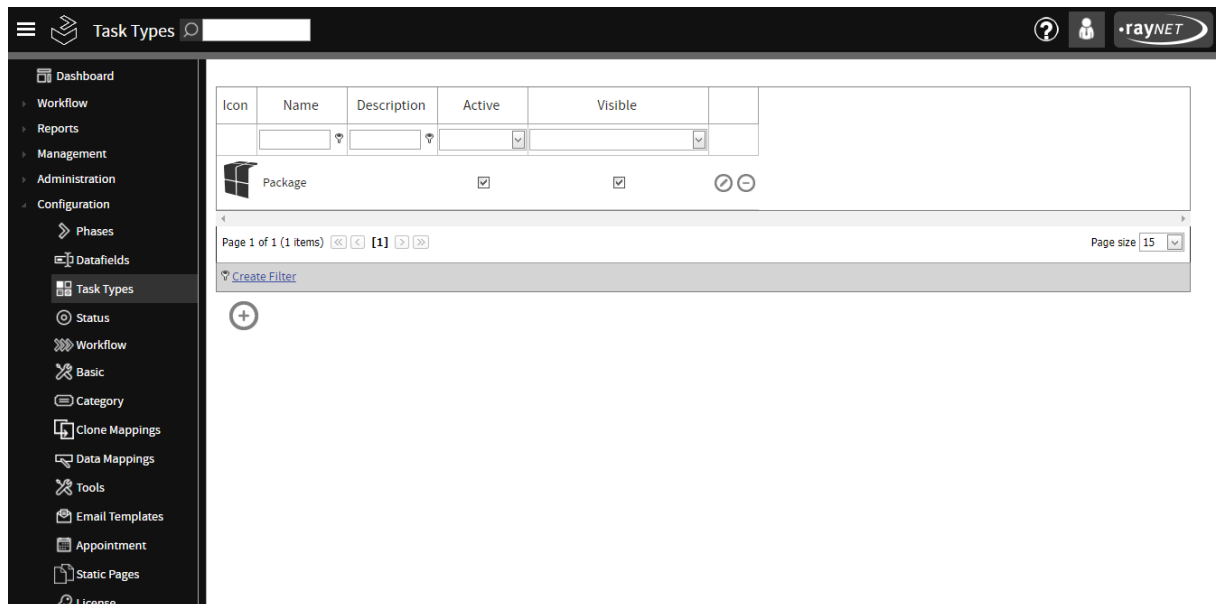 Task Types
?
•rayNET
Dashboard
Workflow
Reports
Management
Administration
Configuration
Phases
Datafields
Task Types
Status
Workflow
Basic
Category
Clone Mappings
Data Mappings
Tools
Email Templates
Appointment
Static Pages
License
Icon Name Description Active Visible
Package
Page 1 of 1 (1 items) [1] Page size 15
Create Filter